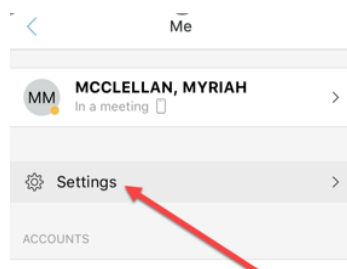 Me
MM
MCCLELLAN, MYRIAH
In a meeting
Settings
ACCOUNTS